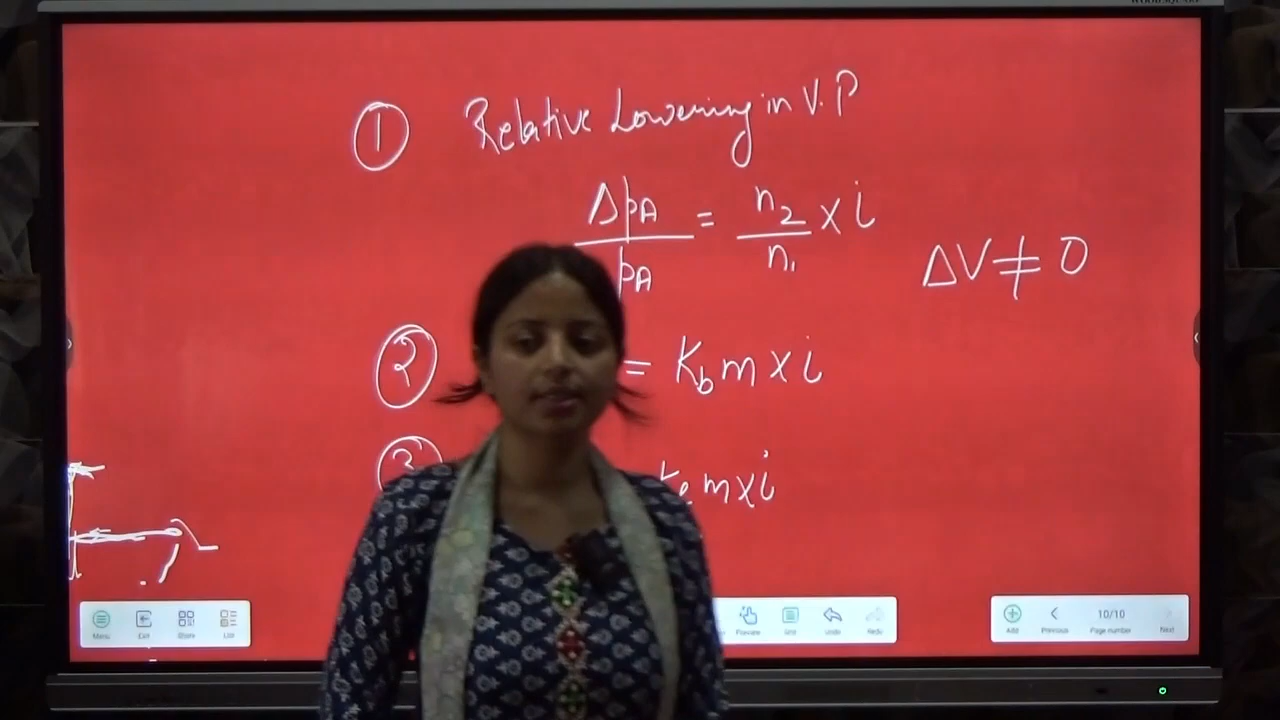 ① Relative Lowering in V.P
ΔpA / pA = n₂ / n₁ × i
ΔV ≠ 0
② = Kb m × i
③ m × i
Menu Exit Share List
Undo Redo
Add Previous 10/10 Page number Next